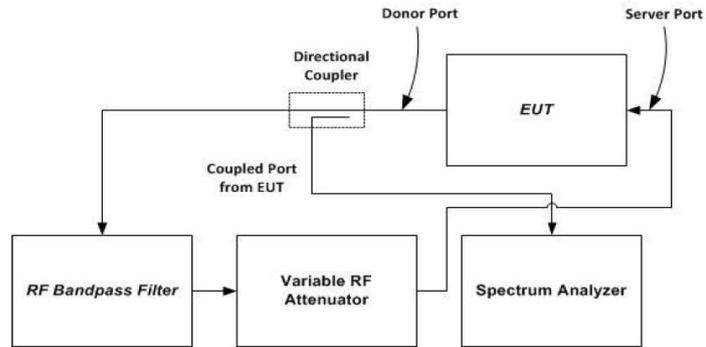 Donor Port
Server Port
Directional
Coupler
EUT
Coupled Port
from EUT
RF Bandpass Filter
Variable RF
Attenuator
Spectrum Analyzer